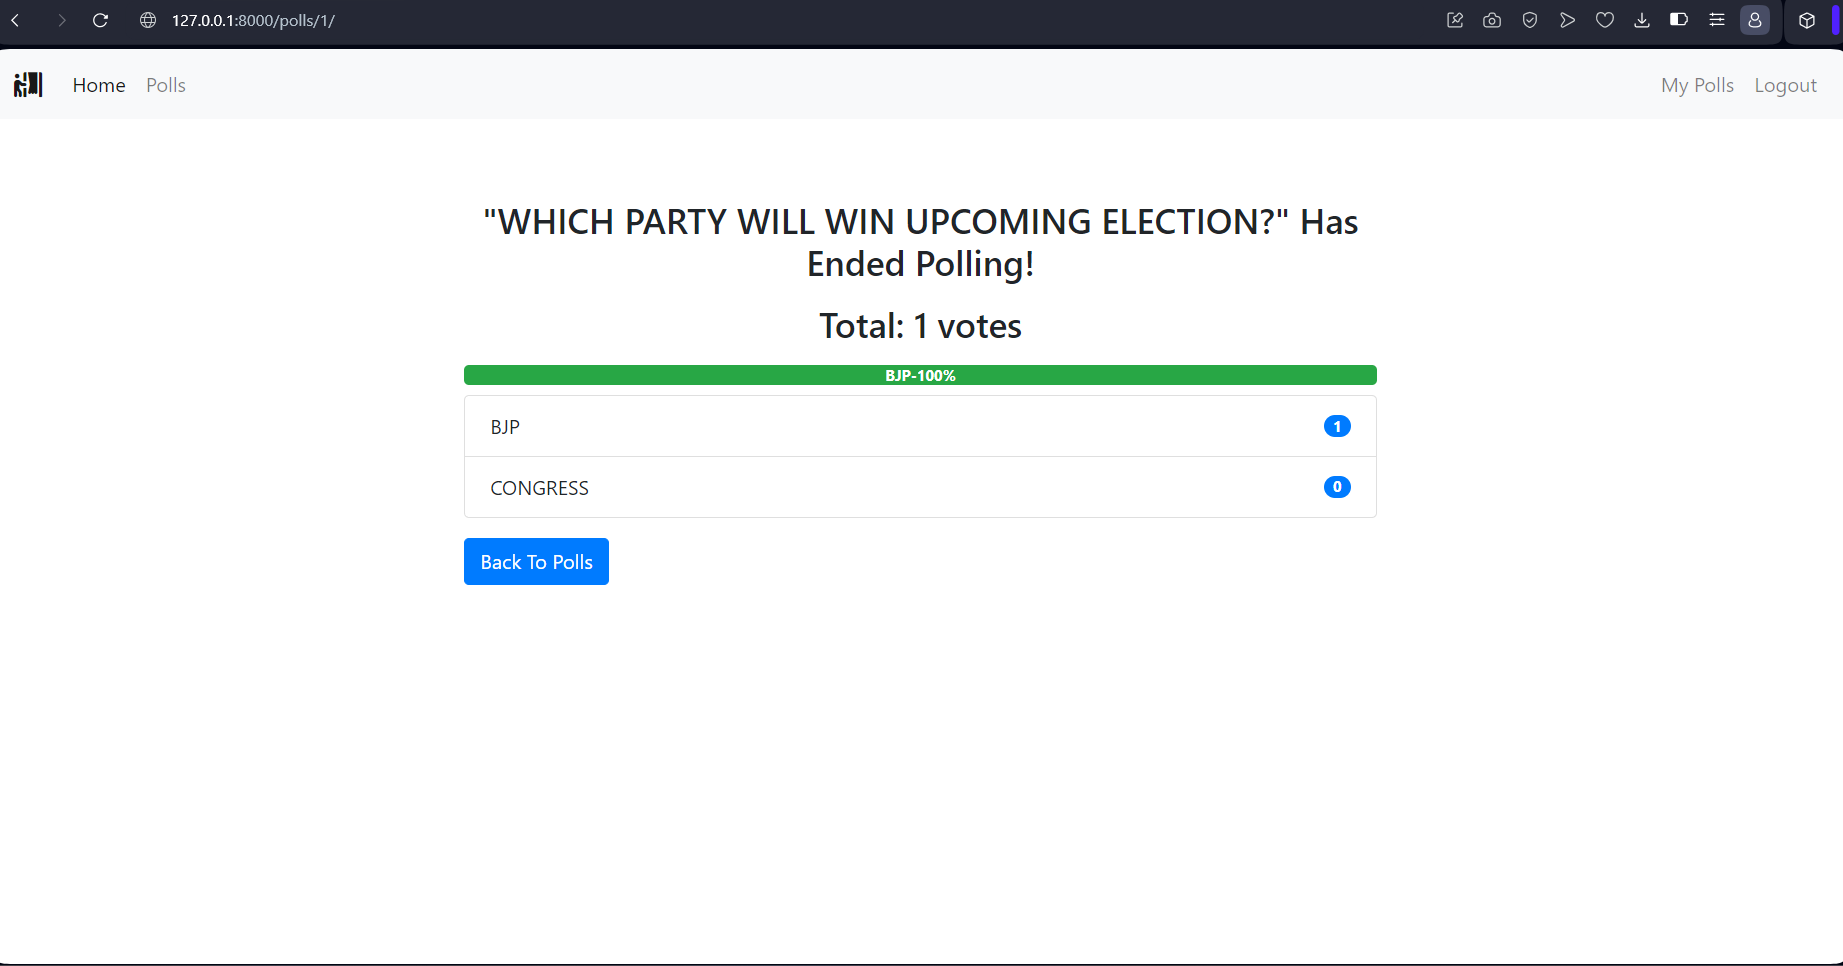 127.0.0.1:8000/polls/1/
Home Polls My Polls Logout
"WHICH PARTY WILL WIN UPCOMING ELECTION?" Has
Ended Polling!
Total: 1 votes
BJP-100%
BJP 1
CONGRESS 0
Back To Polls